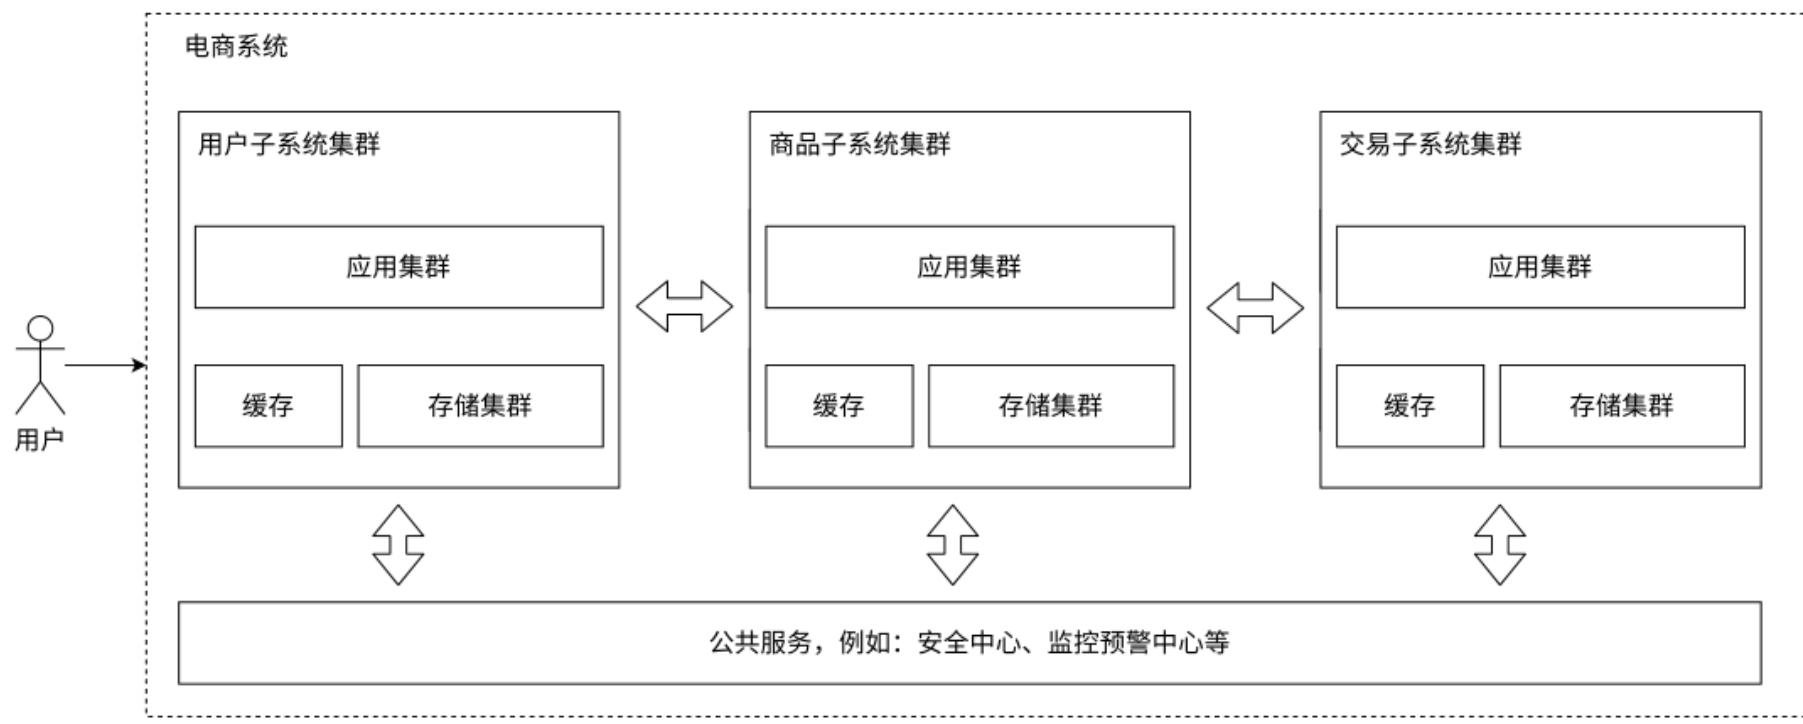 电商系统
用户子系统集群
商品子系统集群
交易子系统集群
应用集群
应用集群
应用集群
缓存
存储集群
缓存
存储集群
缓存
存储集群
用户
公共服务，例如：安全中心、监控预警中心等